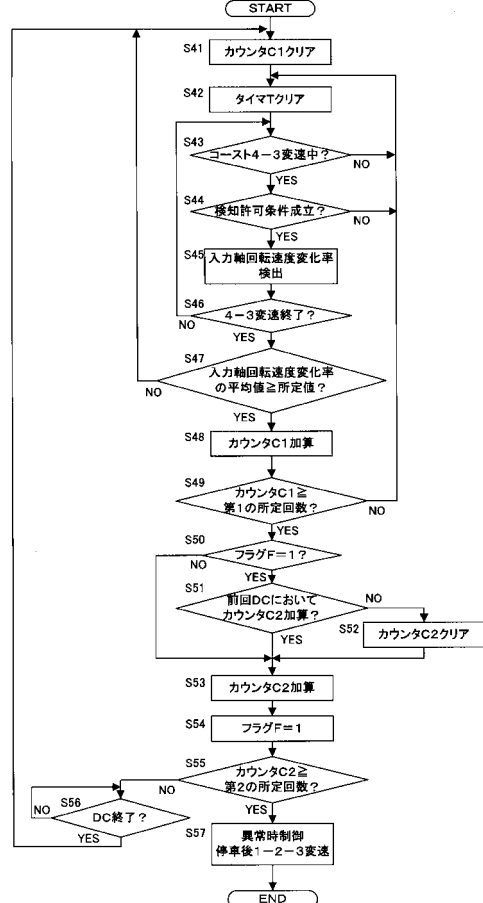 START
S41
カウンタC1クリア
S42
タイマTクリア
S43
コースト4-3変速中?
NO
YES
S44
検知許可条件成立?
NO
YES
S45
入力軸回転速度変化率
検出
S46
4-3変速終了?
NO
YES
S47
入力軸回転速度変化率
の平均値≧所定値?
NO
YES
S48
カウンタC1加算
S49
カウンタC1≧
第1の所定回数?
NO
YES
S50
フラグF=1?
NO
YES
S51
前回DCにおいて
カウンタC2加算?
NO
YES
S52
カウンタC2クリア
S53
カウンタC2加算
S54
フラグF=1
S55
カウンタC2≧
第2の所定回数?
NO
YES
S56
DC終了?
NO
YES
S57
異常時制御
停車後1-2-3変速
END